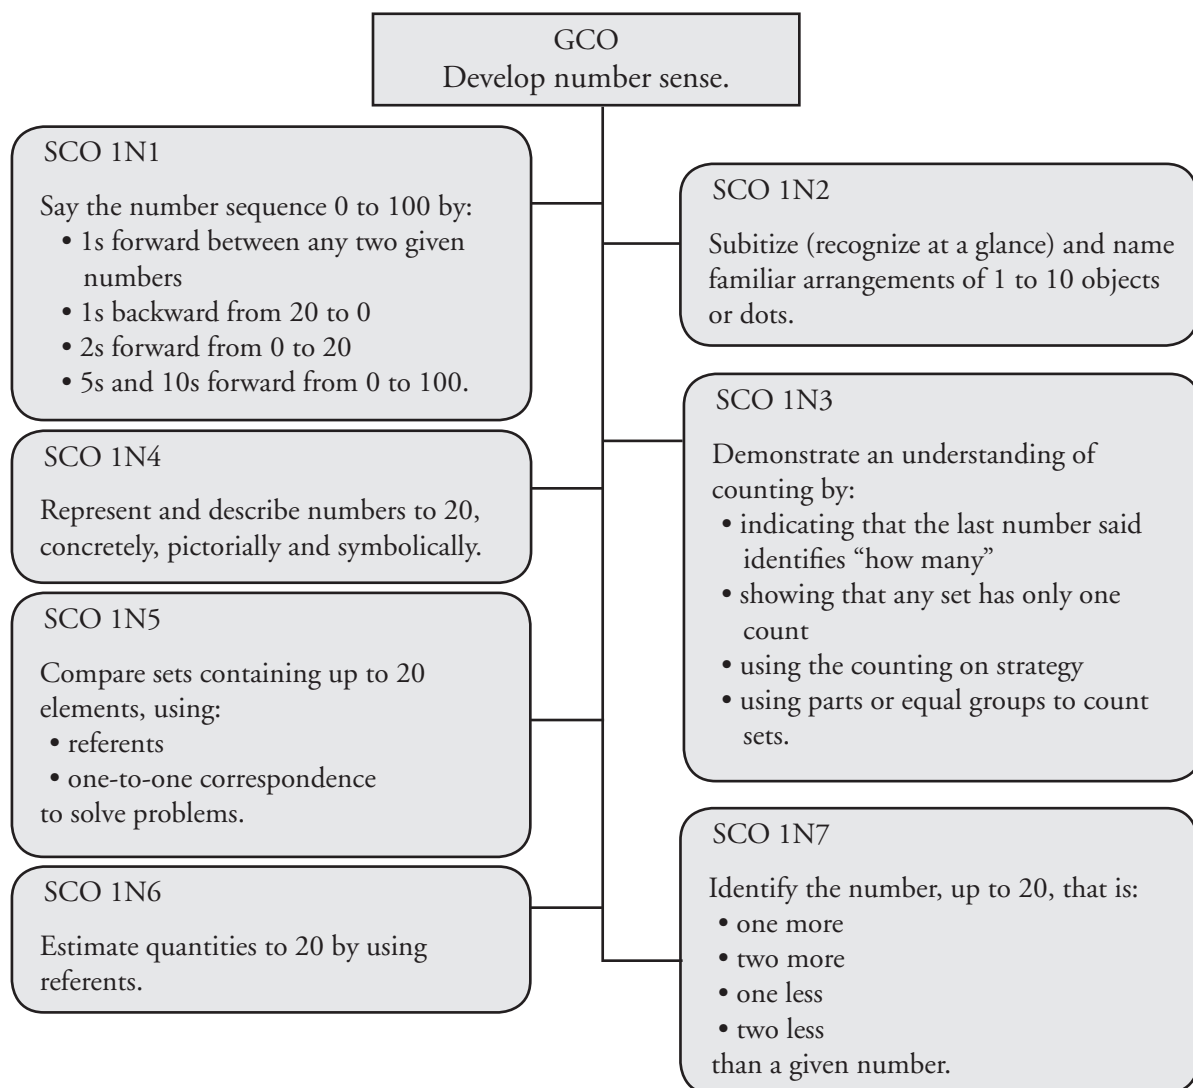 GCO
Develop number sense.
SCO 1N1
Say the number sequence 0 to 100 by:
• 1s forward between any two given
numbers
• 1s backward from 20 to 0
• 2s forward from 0 to 20
• 5s and 10s forward from 0 to 100.
SCO 1N2
Subitize (recognize at a glance) and name
familiar arrangements of 1 to 10 objects
or dots.
SCO 1N3
Demonstrate an understanding of
counting by:
• indicating that the last number said
identifies “how many”
• showing that any set has only one
count
• using the counting on strategy
• using parts or equal groups to count
sets.
SCO 1N4
Represent and describe numbers to 20,
concretely, pictorially and symbolically.
SCO 1N5
Compare sets containing up to 20
elements, using:
• referents
• one-to-one correspondence
to solve problems.
SCO 1N6
Estimate quantities to 20 by using
referents.
SCO 1N7
Identify the number, up to 20, that is:
• one more
• two more
• one less
• two less
than a given number.